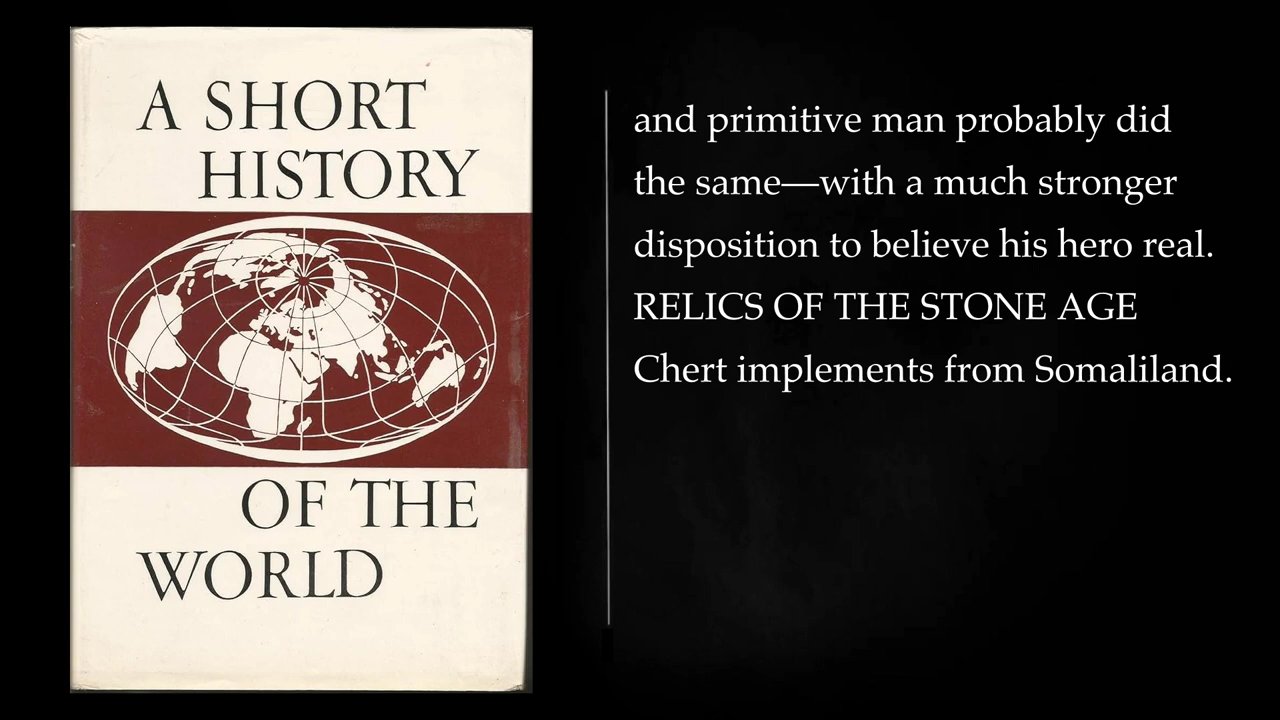 A SHORT
HISTORY
OF THE
WORLD
and primitive man probably did
the same—with a much stronger
disposition to believe his hero real.
RELICS OF THE STONE AGE
Chert implements from Somaliland.